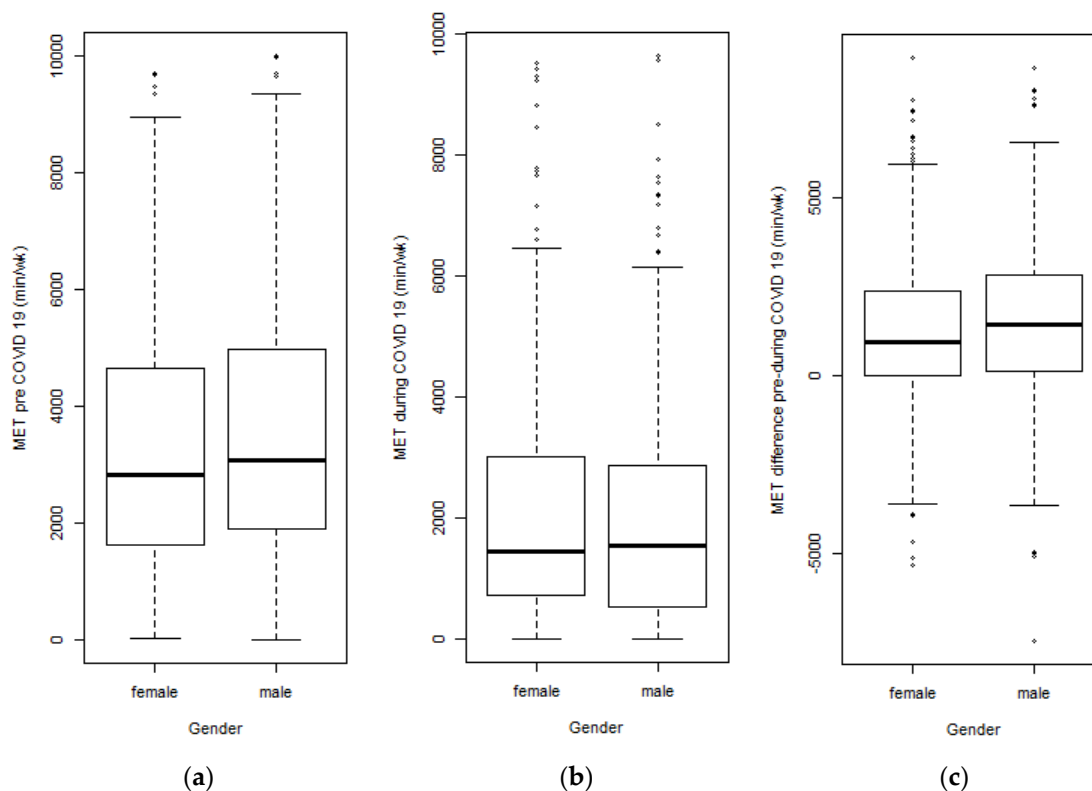 MET pre COVID 19 (min/wk)
10000
8000
6000
4000
2000
0
female male
Gender
(a)
MET during COVID 19 (min/wk)
10000
8000
6000
4000
2000
0
female male
Gender
(b)
MET difference pre-during COVID 19 (min/wk)
5000
0
-5000
female male
Gender
(c)